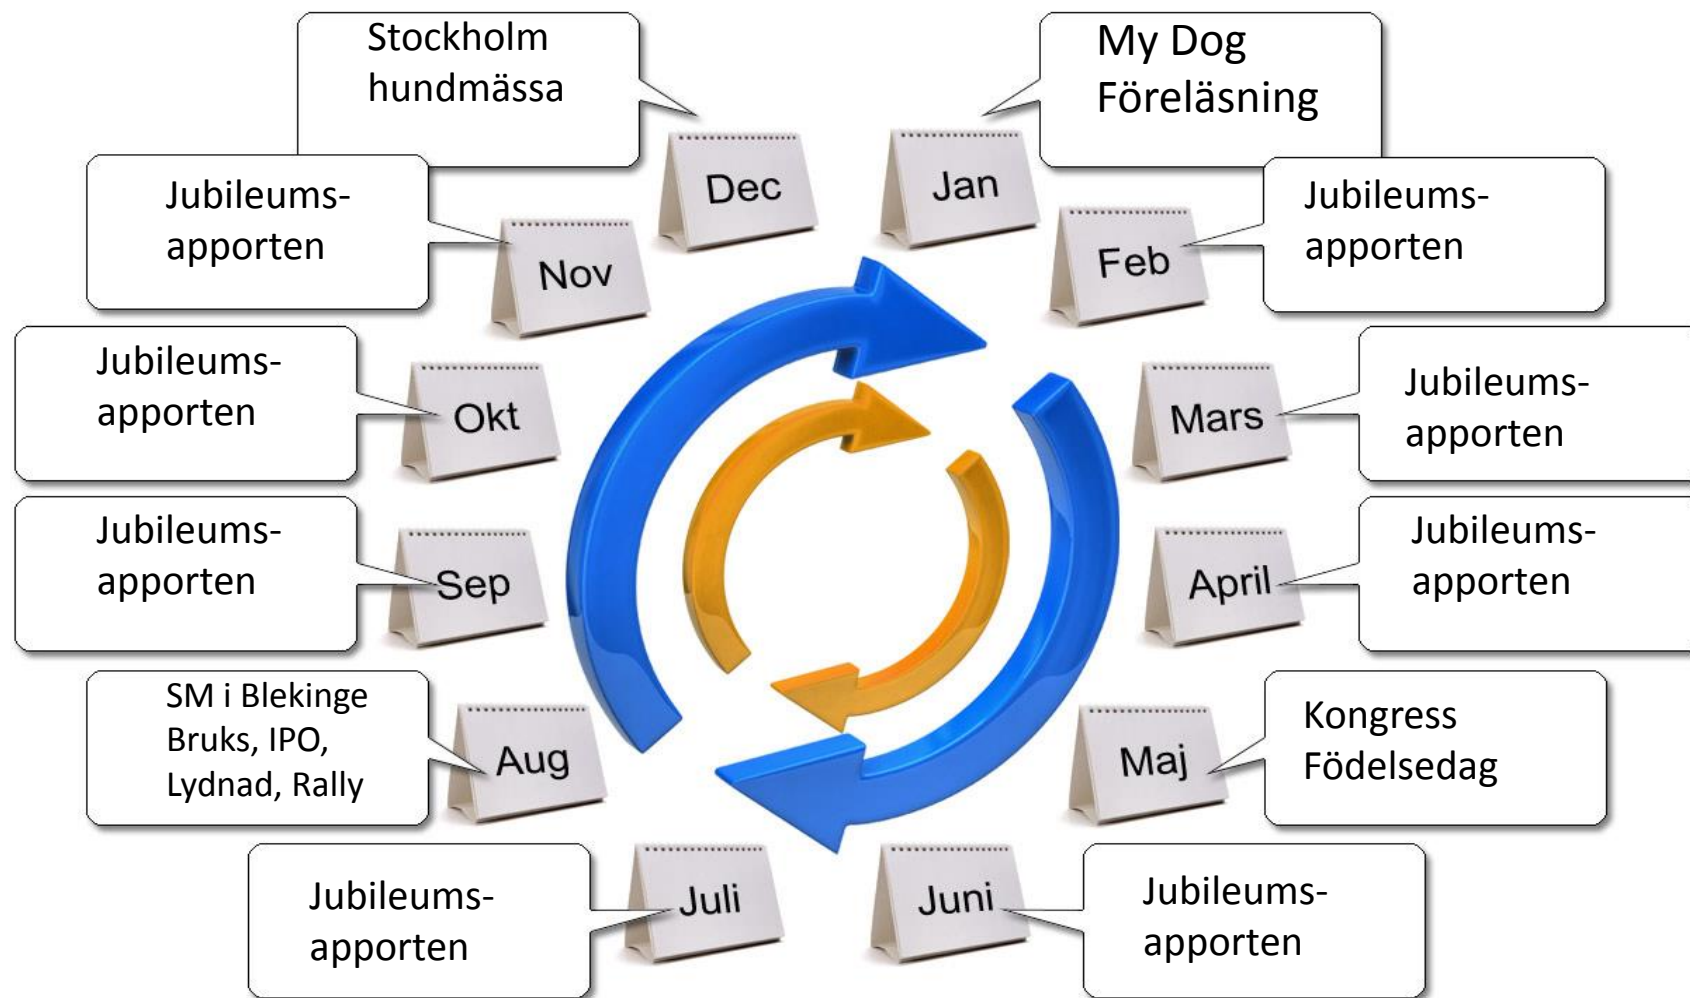 My Dog
Föreläsning
Jan
Jubileums-
apporten
Feb
Jubileums-
apporten
Mars
Jubileums-
apporten
April
Kongress
Födelsedag
Maj
Jubileums-
apporten
Juni
Jubileums-
apporten
Juli
SM i Blekinge
Bruks, IPO,
Lydnad, Rally
Aug
Jubileums-
apporten
Sep
Jubileums-
apporten
Okt
Jubileums-
apporten
Nov
Stockholm
hundmässa
Dec